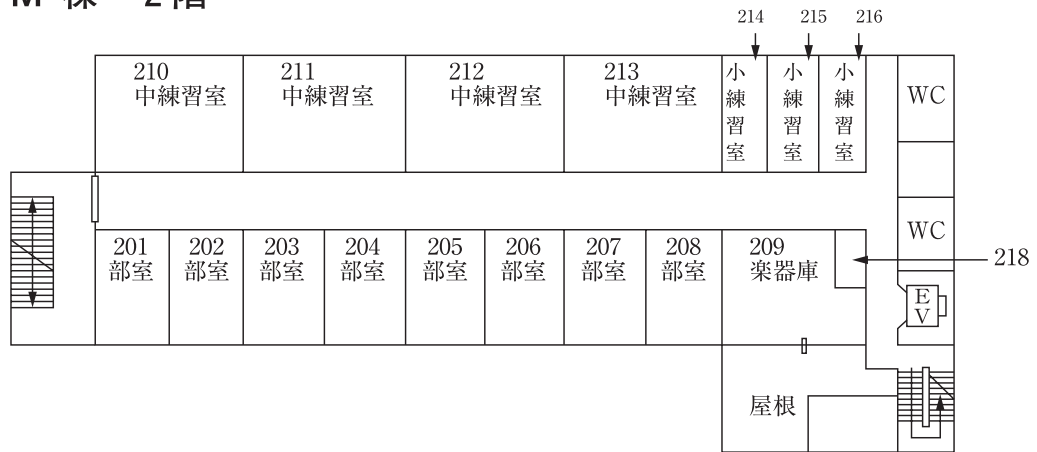 M 棟 2 階
214 215 216
210
中練習室
211
中練習室
212
中練習室
213
中練習室
小練習室
小練習室
小練習室
WC
201
部室
202
部室
203
部室
204
部室
205
部室
206
部室
207
部室
208
部室
209
楽器庫
WC
218
EV
屋根